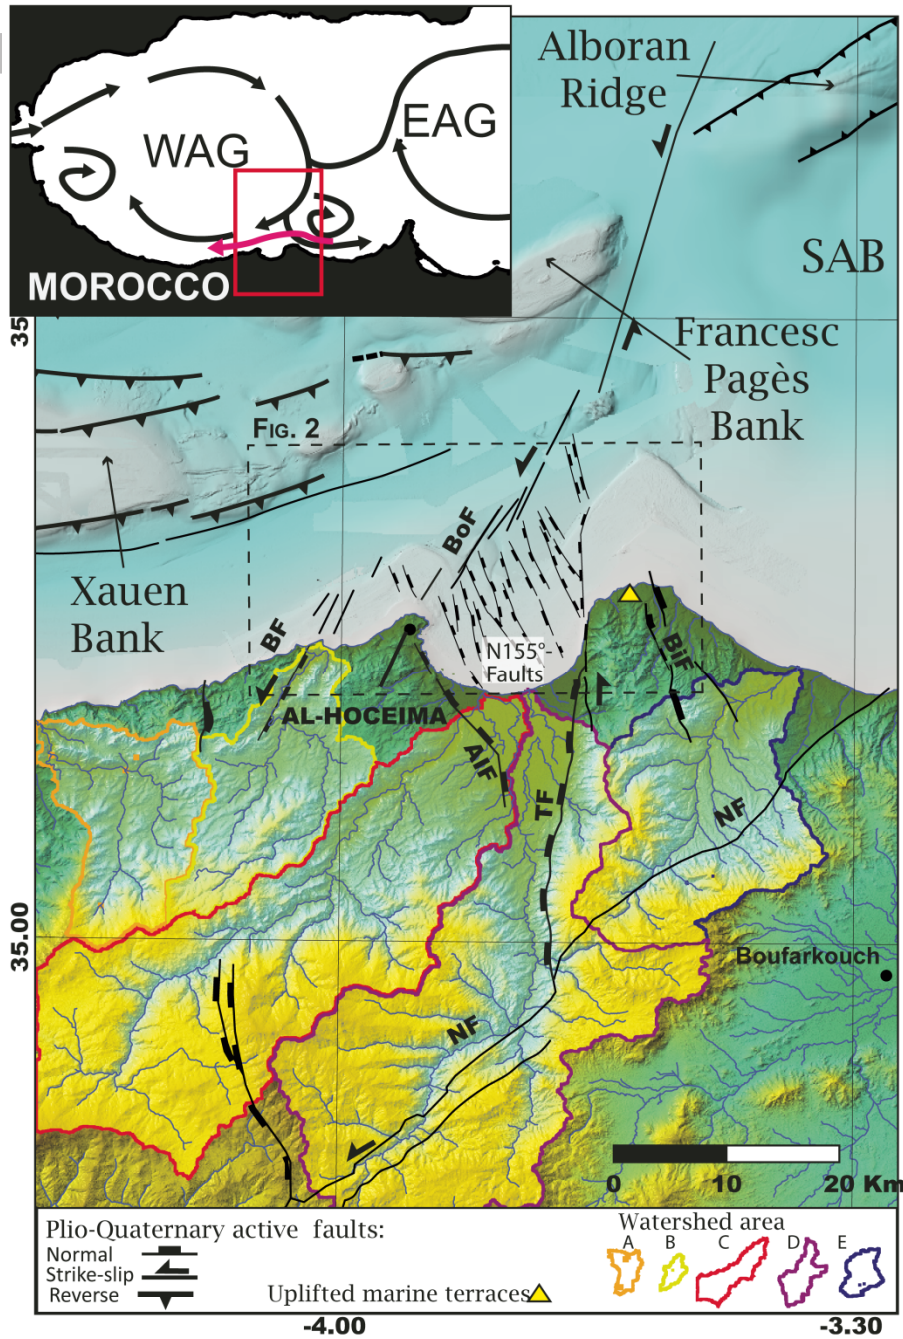 WAG
EAG
MOROCCO
Alboran
Ridge
SAB
Francesc
Pagès
Bank
35
FIG. 2
Xauen
Bank
BoF
BF
N155°-
Faults
BiF
AL-HOCEIMA
AIF
TF
NF
35.00
Boufarkouch
NF
0 10 20 Km
Plio-Quaternary active faults:
Normal
Strike-slip
Reverse
Uplifted marine terraces
Watershed area
A B C D E
-4.00 -3.30